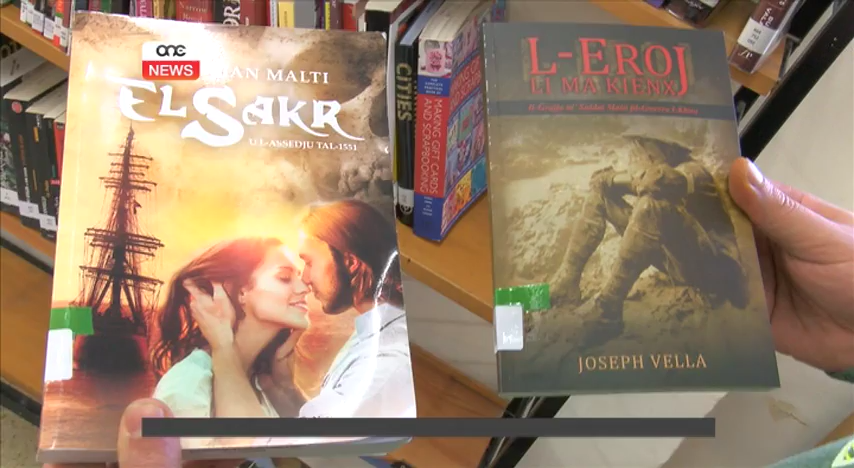 one
NEWS
AN MALTI
EL SAKR
U L-ASSEDJU TAL-1551
CITIES
MAKING GIFT CARDS
AND SCRAPBOOKING
L-EROJ
LI MA KIENX
JOSEPH VELLA